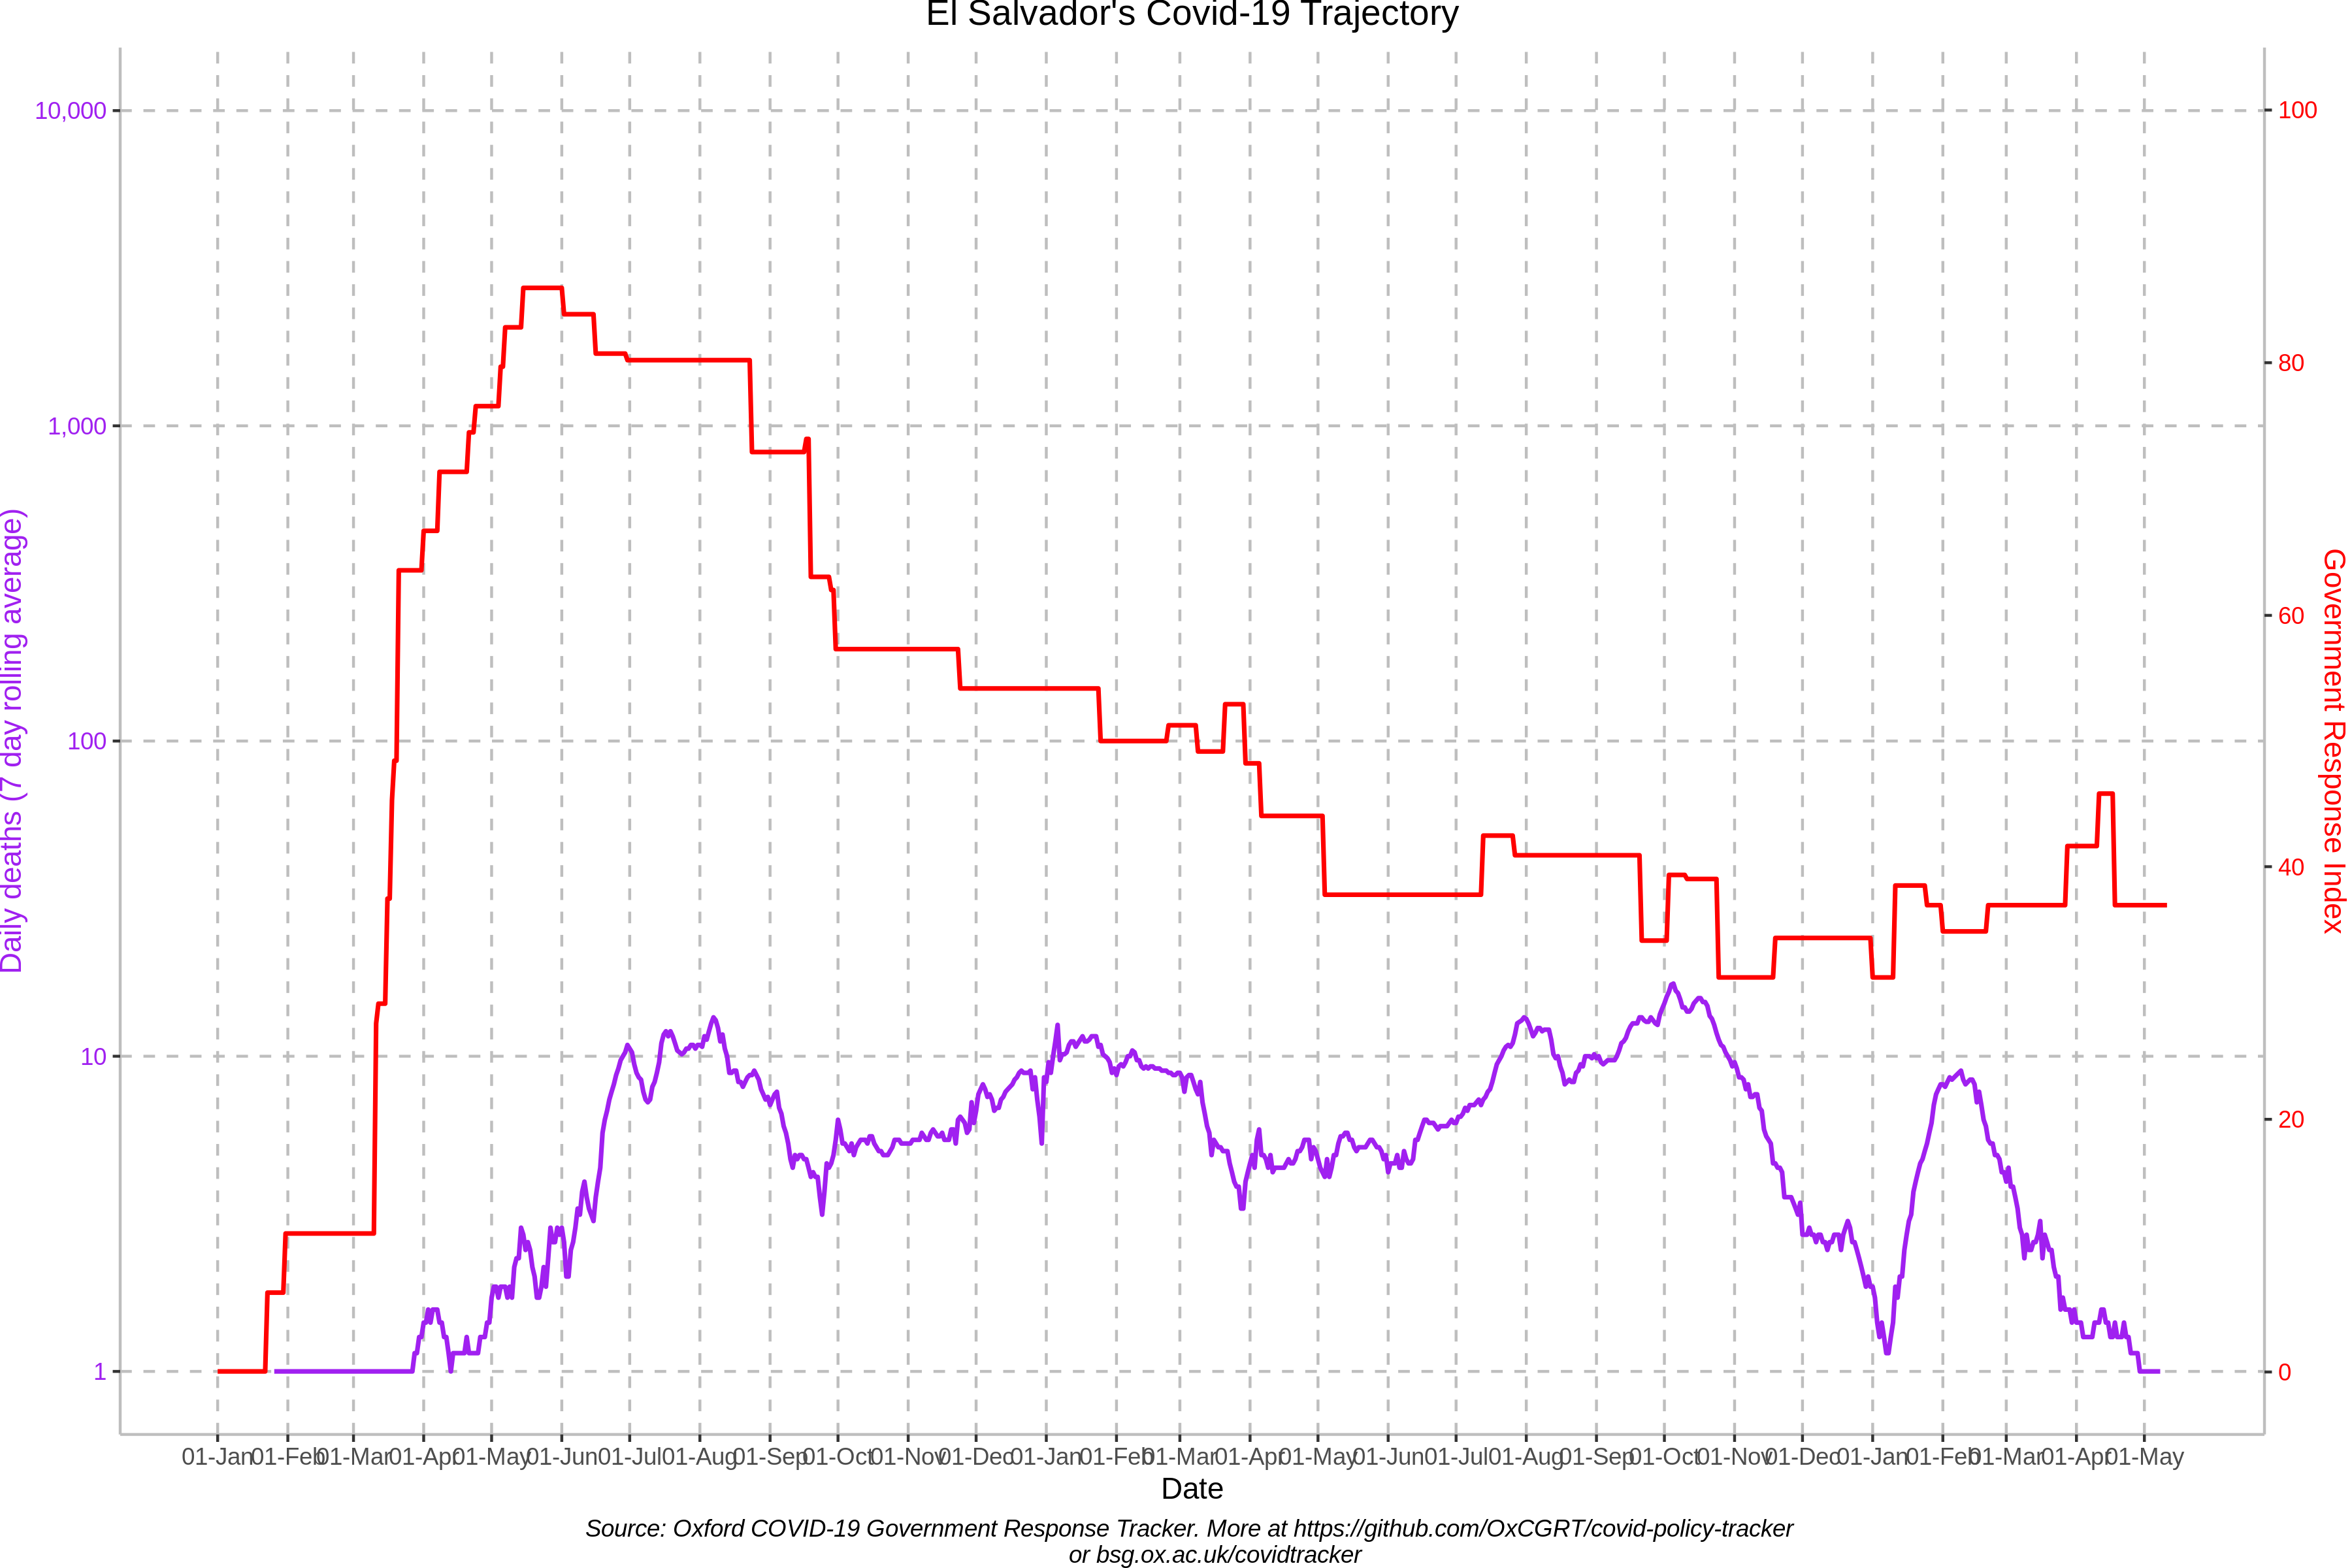 El Salvador's Covid-19 Trajectory
10,000
1,000
100
10
1
Daily deaths (7 day rolling average)
100
80
60
40
20
0
Government Response Index
01-Jan 01-Feb 01-Mar 01-Apr 01-May 01-Jun 01-Jul 01-Aug 01-Sep 01-Oct 01-Nov 01-Dec 01-Jan 01-Feb 01-Mar 01-Apr 01-May 01-Jun 01-Jul 01-Aug 01-Sep 01-Oct 01-Nov 01-Dec 01-Jan 01-Feb 01-Mar 01-Apr 01-May
Date
Source: Oxford COVID-19 Government Response Tracker. More at https://github.com/OxCGRT/covid-policy-tracker
or bsg.ox.ac.uk/covidtracker